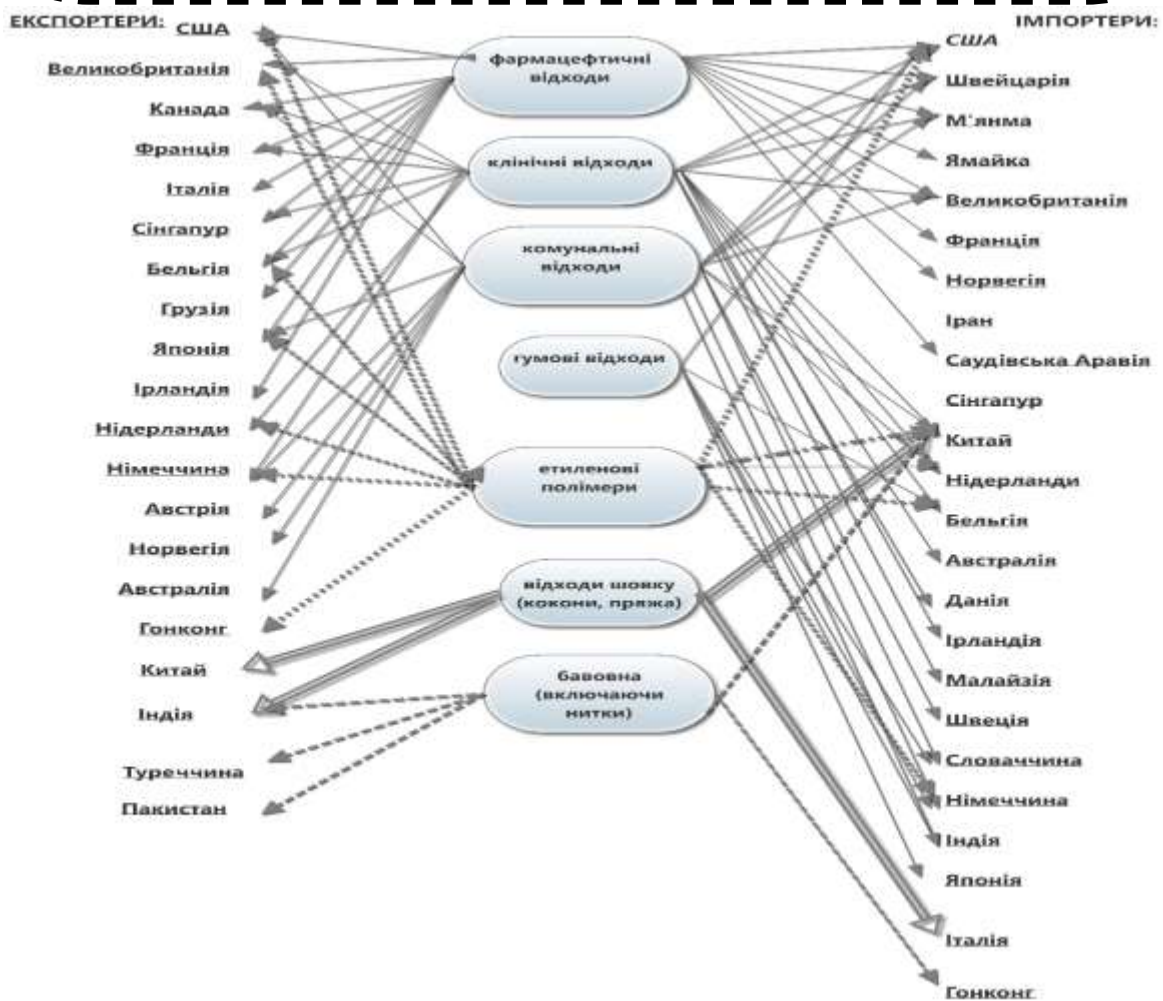 ЕКСПОРТЕРИ:
США
Великобританія
Канада
Франція
Італія
Сінгапур
Бельгія
Грузія
Японія
Ірландія
Нідерланди
Німеччина
Австрія
Норвегія
Австралія
Гонконг
Китай
Індія
Туреччина
Пакистан
фармацефтичні
відходи
клінічні відходи
комунальні
відходи
гумові відходи
етиленові
полімери
відходи шовку
(кокони, пряжа)
бавовна
(включаючи
нитки)
ІМПОРТЕРИ:
США
Швейцарія
М'янма
Ямайка
Великобританія
Франція
Норвегія
Іран
Саудівська Аравія
Сінгапур
Китай
Нідерланди
Бельгія
Австралія
Данія
Ірландія
Малайзія
Швеція
Словаччина
Німеччина
Індія
Японія
Італія
Гонконг